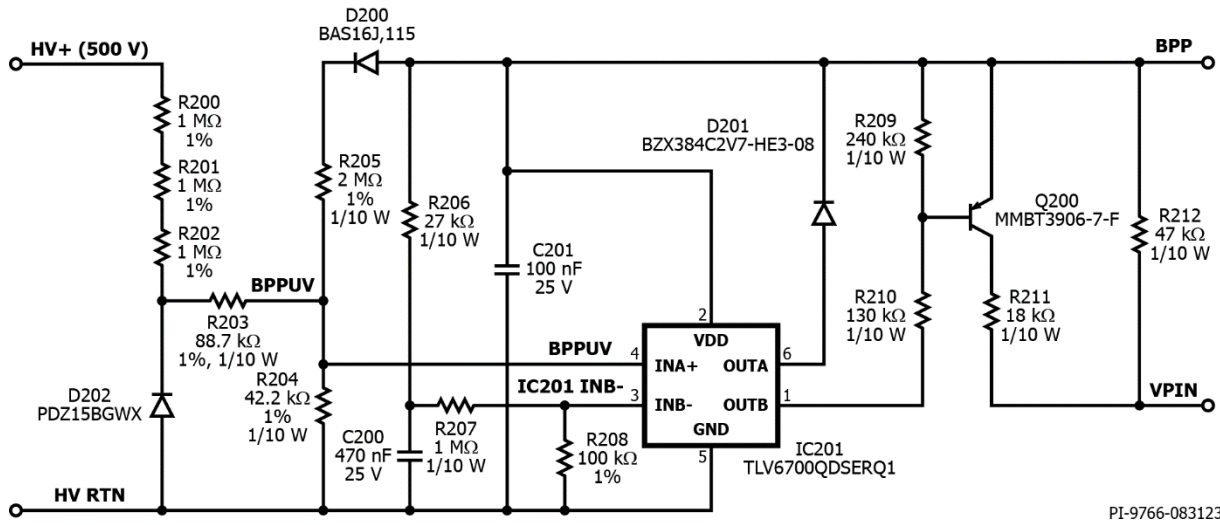 D200
BAS16J,115
HV+ (500 V)
BPP
R200
1 MΩ
1%
R201
1 MΩ
1%
R202
1 MΩ
1%
R205
2 MΩ
1%
1/10 W
R206
27 kΩ
1/10 W
C201
100 nF
25 V
D201
BZX384C2V7-HE3-08
R209
240 kΩ
1/10 W
Q200
MMBT3906-7-F
R212
47 kΩ
1/10 W
BPPUV
R203
88.7 kΩ
1%, 1/10 W
R210
130 kΩ
1/10 W
R211
18 kΩ
1/10 W
2
VDD
BPPUV
4
INA+
OUTA
6
IC201 INB-
3
INB-
OUTB
1
VPIN
GND
5
D202
PDZ15BGWX
R204
42.2 kΩ
1%
1/10 W
C200
470 nF
25 V
R207
1 MΩ
1/10 W
R208
100 kΩ
1%
IC201
TLV6700QDSERQ1
HV RTN
PI-9766-083123